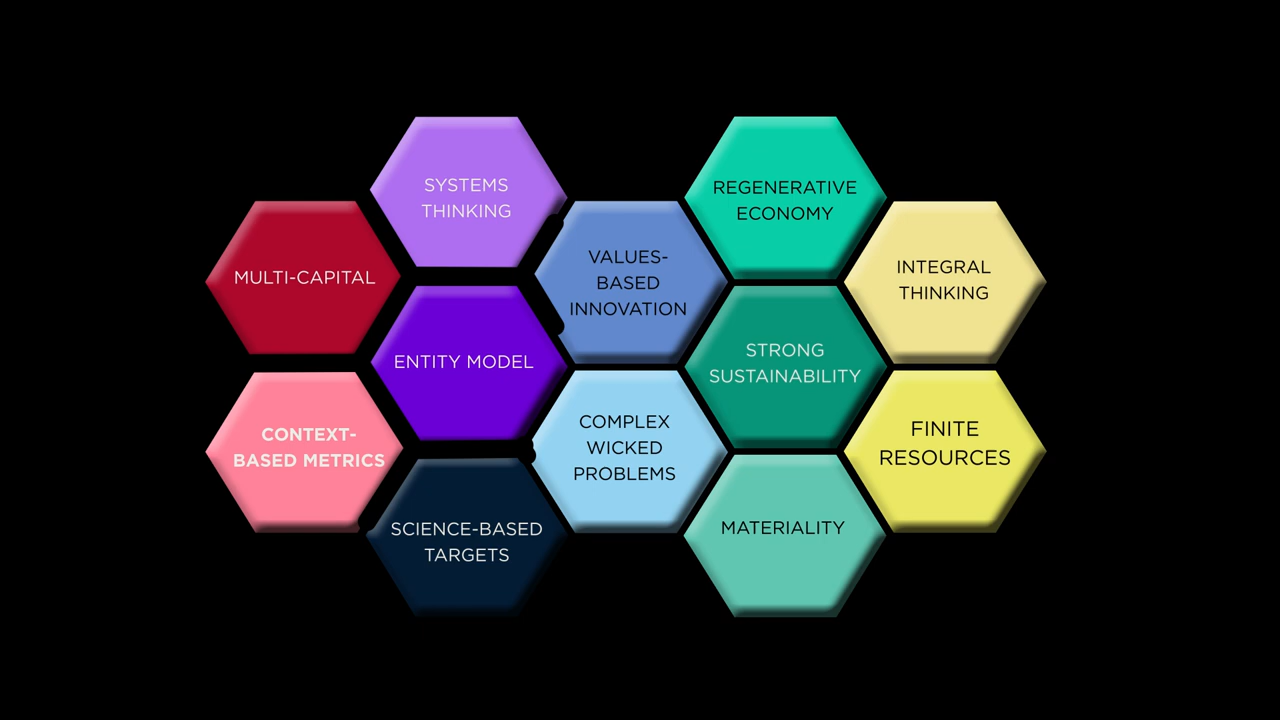 SYSTEMS
THINKING
REGENERATIVE
ECONOMY
MULTI-CAPITAL
VALUES-
BASED
INNOVATION
INTEGRAL
THINKING
ENTITY MODEL
STRONG
SUSTAINABILITY
CONTEXT-
BASED METRICS
COMPLEX
WICKED
PROBLEMS
FINITE
RESOURCES
SCIENCE-BASED
TARGETS
MATERIALITY